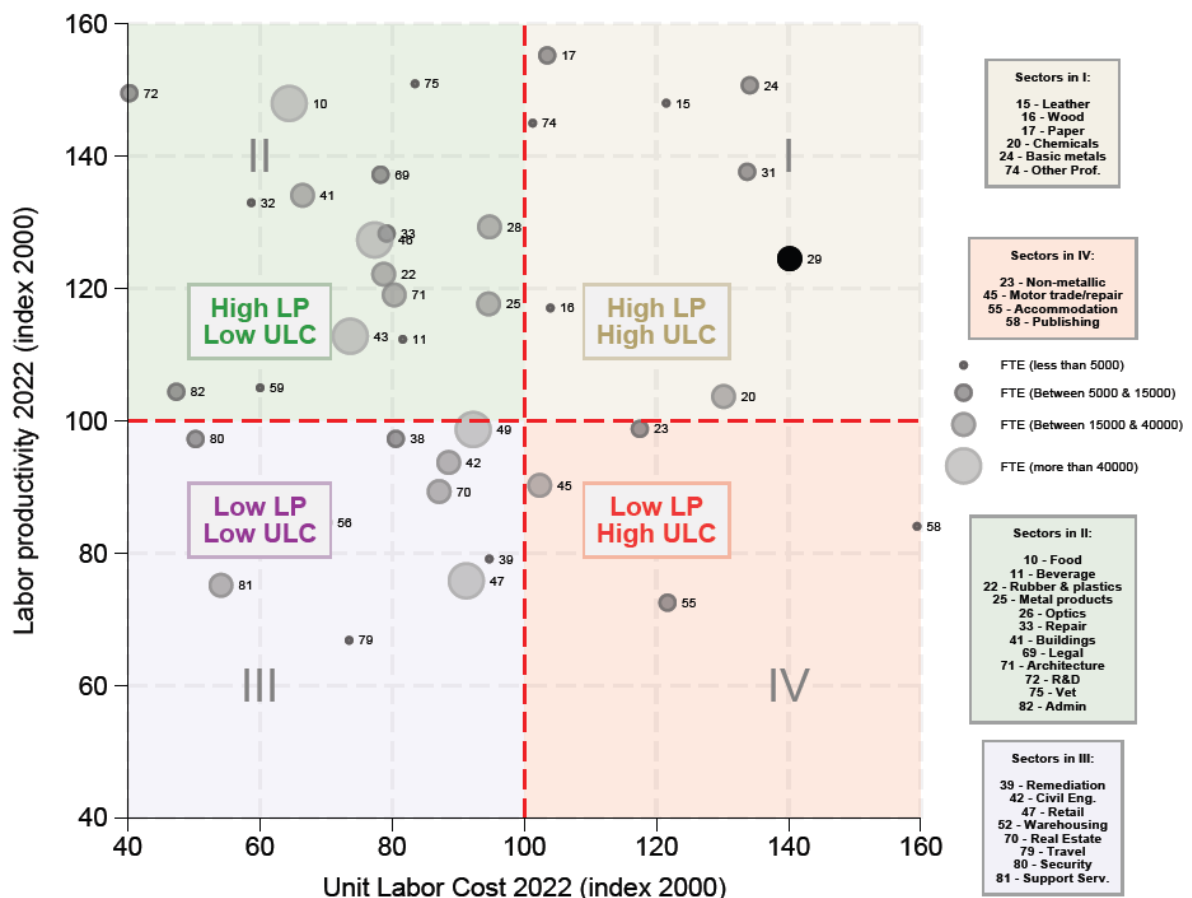 160
140
120
100
80
60
40
40
60
80
100
120
140
160
Labor productivity 2022 (index 2000)
Unit Labor Cost 2022 (index 2000)
II
I
III
IV
High LP
Low ULC
High LP
High ULC
Low LP
Low ULC
Low LP
High ULC
17
75
24
72
10
15
74
31
69
41
32
28
33
46
29
22
71
25
16
43
11
82
59
20
49
23
80
38
42
70
45
56
58
39
47
81
55
79
Sectors in I:
15 - Leather
16 - Wood
17 - Paper
20 - Chemicals
24 - Basic metals
74 - Other Prof.
Sectors in IV:
23 - Non-metallic
45 - Motor trade/repair
55 - Accommodation
58 - Publishing
FTE (less than 5000)
FTE (Between 5000 & 15000)
FTE (Between 15000 & 40000)
FTE (more than 40000)
Sectors in II:
10 - Food
11 - Beverage
22 - Rubber & plastics
25 - Metal products
26 - Optics
33 - Repair
41 - Buildings
69 - Legal
71 - Architecture
72 - R&D
75 - Vet
82 - Admin
Sectors in III:
39 - Remediation
42 - Civil Eng.
47 - Retail
52 - Warehousing
70 - Real Estate
79 - Travel
80 - Security
81 - Support Serv.